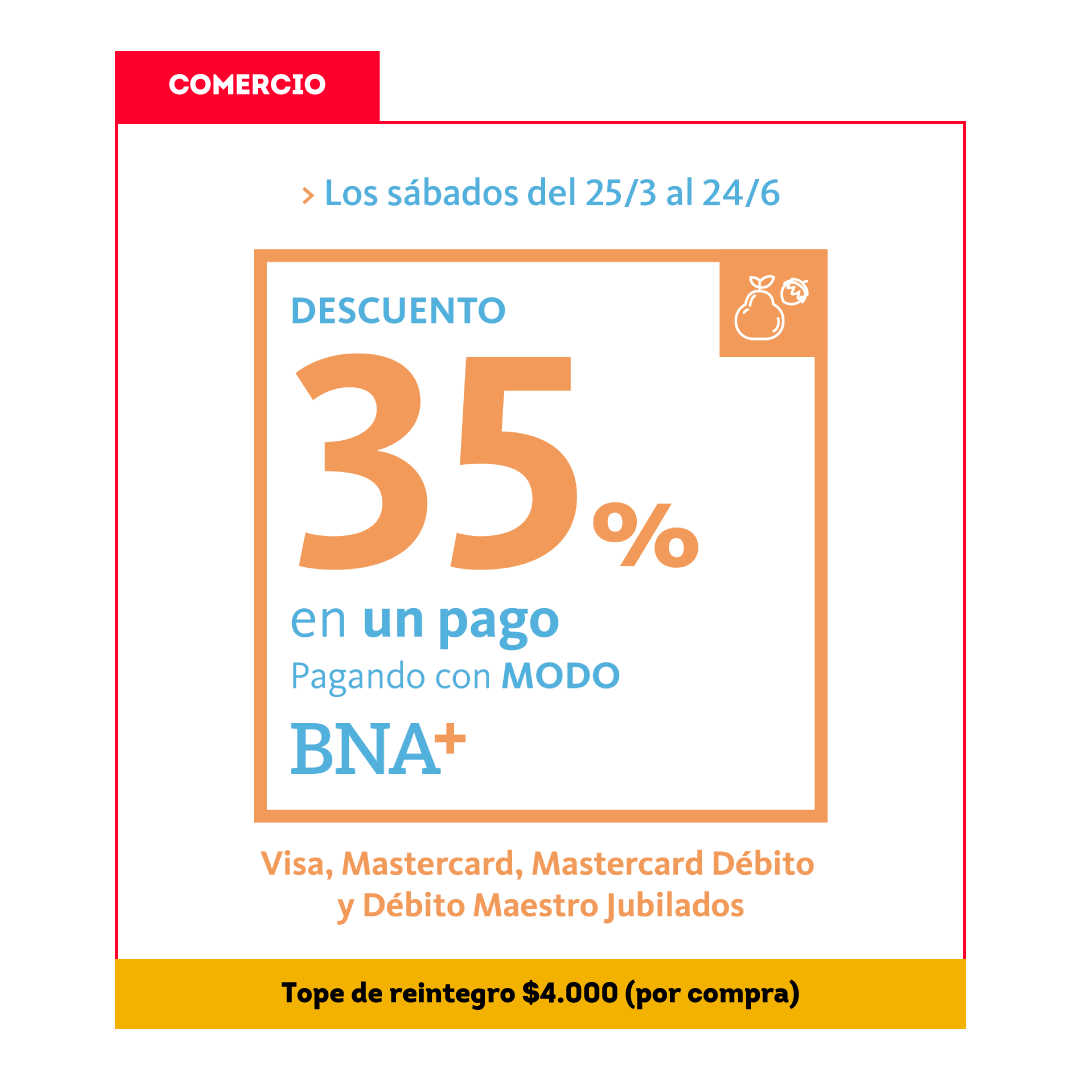 COMERCIO
> Los sábados del 25/3 al 24/6
DESCUENTO
35%
en un pago
Pagando con MODO
BNA+
Visa, Mastercard, Mastercard Débito
y Débito Maestro Jubilados
Tope de reintegro $4.000 (por compra)